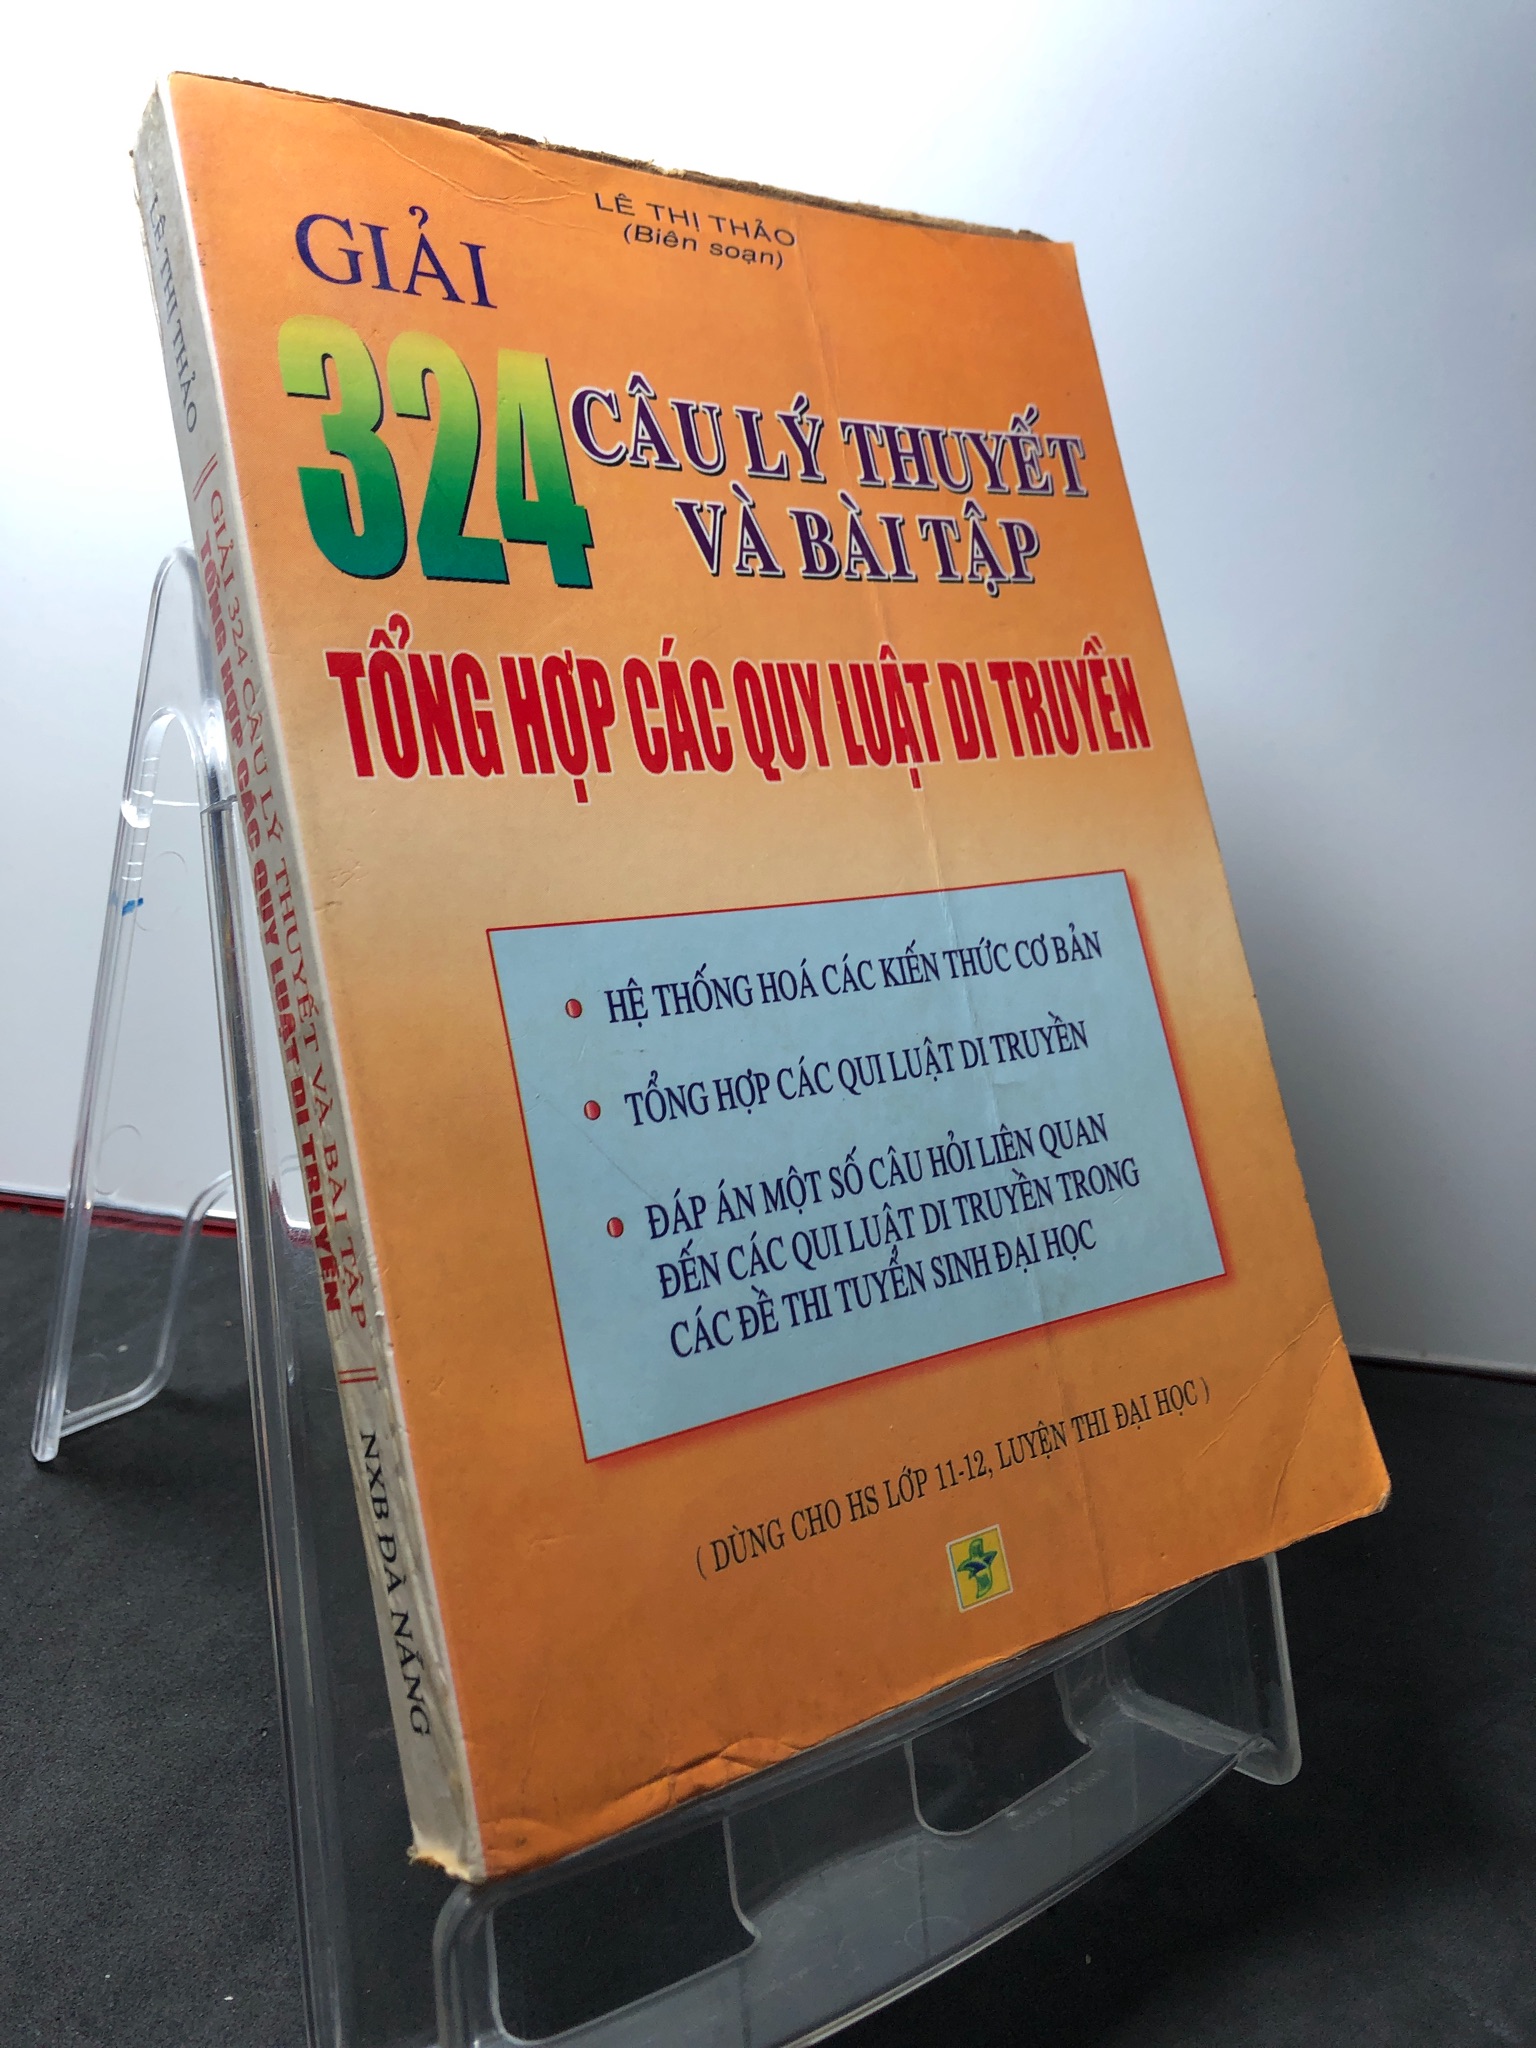 LÊ THỊ THẢO
(Biên soạn)
GIẢI
324
CÂU LÝ THUYẾT
VÀ BÀI TẬP
TỔNG HỢP CÁC QUY LUẬT DI TRUYỀN
HỆ THỐNG HOÁ CÁC KIẾN THỨC CƠ BẢN
TỔNG HỢP CÁC QUI LUẬT DI TRUYỀN
ĐÁP ÁN MỘT SỐ CÂU HỎI LIÊN QUAN
ĐẾN CÁC QUI LUẬT DI TRUYỀN TRONG
CÁC ĐỀ THI TUYỂN SINH ĐẠI HỌC
( DÙNG CHO HS LỚP 11-12, LUYỆN THI ĐẠI HỌC )
LÊ THỊ THẢO
GIẢI 324 CÂU LÝ THUYẾT VÀ BÀI TẬP
TỔNG HỢP CÁC QUY LUẬT DI TRUYỀN
NXB ĐÀ NẴNG